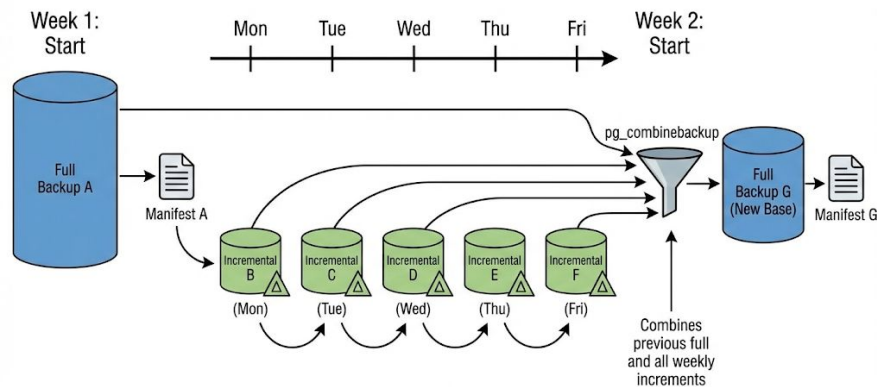 Week 1:
Start
Mon
Tue
Wed
Thu
Fri
Week 2:
Start
Full
Backup A
Manifest A
pg_combinebackup
Full
Backup G
(New Base)
Manifest G
Incremental
B
Incremental
C
Incremental
D
Incremental
E
Incremental
F
(Mon)
(Tue)
(Wed)
(Thu)
(Fri)
Combines
previous full
and all weekly
increments